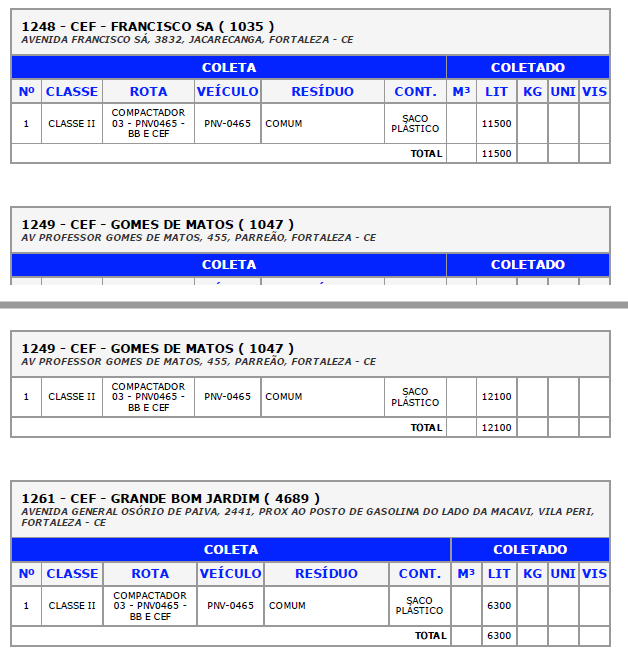 1248 - CEF - FRANCISCO SA ( 1035 )
AVENIDA FRANCISCO SÁ, 3832, JACARECANGA, FORTALEZA - CE
COLETA COLETADO
Nº CLASSE ROTA VEÍCULO RESÍDUO CONT. M³ LIT KG UNI VIS
1 CLASSE II COMPACTADOR 03 - PNV0465 - BB E CEF PNV-0465 COMUM SACO PLÁSTICO 11500
TOTAL 11500
1249 - CEF - GOMES DE MATOS ( 1047 )
AV PROFESSOR GOMES DE MATOS, 455, PARREÃO, FORTALEZA - CE
COLETA COLETADO
1249 - CEF - GOMES DE MATOS ( 1047 )
AV PROFESSOR GOMES DE MATOS, 455, PARREÃO, FORTALEZA - CE
1 CLASSE II COMPACTADOR 03 - PNV0465 - BB E CEF PNV-0465 COMUM SACO PLÁSTICO 12100
TOTAL 12100
1261 - CEF - GRANDE BOM JARDIM ( 4689 )
AVENIDA GENERAL OSÓRIO DE PAIVA, 2441, PROX AO POSTO DE GASOLINA DO LADO DA MACAVI, VILA PERI,
FORTALEZA - CE
COLETA COLETADO
Nº CLASSE ROTA VEÍCULO RESÍDUO CONT. M³ LIT KG UNI VIS
1 CLASSE II COMPACTADOR 03 - PNV0465 - BB E CEF PNV-0465 COMUM SACO PLÁSTICO 6300
TOTAL 6300